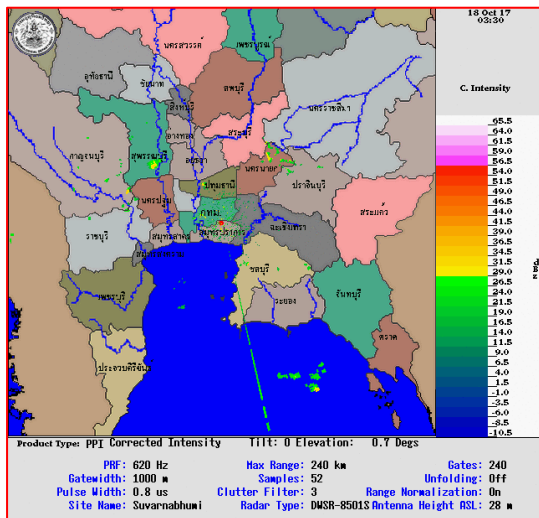 18 Oct 17
03:30
C. Intensity
นครสวรรค์
เพชรบูรณ์
อุทัยธานี
ชัยนาท
ลพบุรี
สิงห์บุรี
นครราชสีมา
อ่างทอง
สระบุรี
กาญจนบุรี
สุพรรณบุรี
อยุธยา
นครนายก
ปราจีนบุรี
ปทุมธานี
นครปฐม
กทม.
สระแก้ว
ฉะเชิงเทรา
ราชบุรี
สมุทรสาคร
สมุทรปราการ
สมุทรสงคราม
ชลบุรี
เพชรบุรี
ระยอง
จันทบุรี
ตราด
ประจวบคีรีขันธ์
65.5
64.0
61.5
59.0
56.5
54.0
51.5
49.0
46.5
44.0
41.5
39.0
36.5
34.0
31.5
29.0
26.5
24.0
21.5
19.0
16.5
14.0
11.5
9.0
6.5
4.0
1.5
-1.0
-3.5
-6.0
-8.0
-10.5
Product Type: PPI Corrected Intensity Tilt: 0 Elevation: 0.7 Degs
PRF: 620 Hz Max Range: 240 km Gates: 240
Gatewidth: 1000 m Samples: 52 Unfolding: Off
Pulse Width: 0.8 us Clutter Filter: 3 Range Normalization: On
Site Name: Suvarnabhumi Radar Type: DWSR-8501S Antenna Height ASL: 28 m